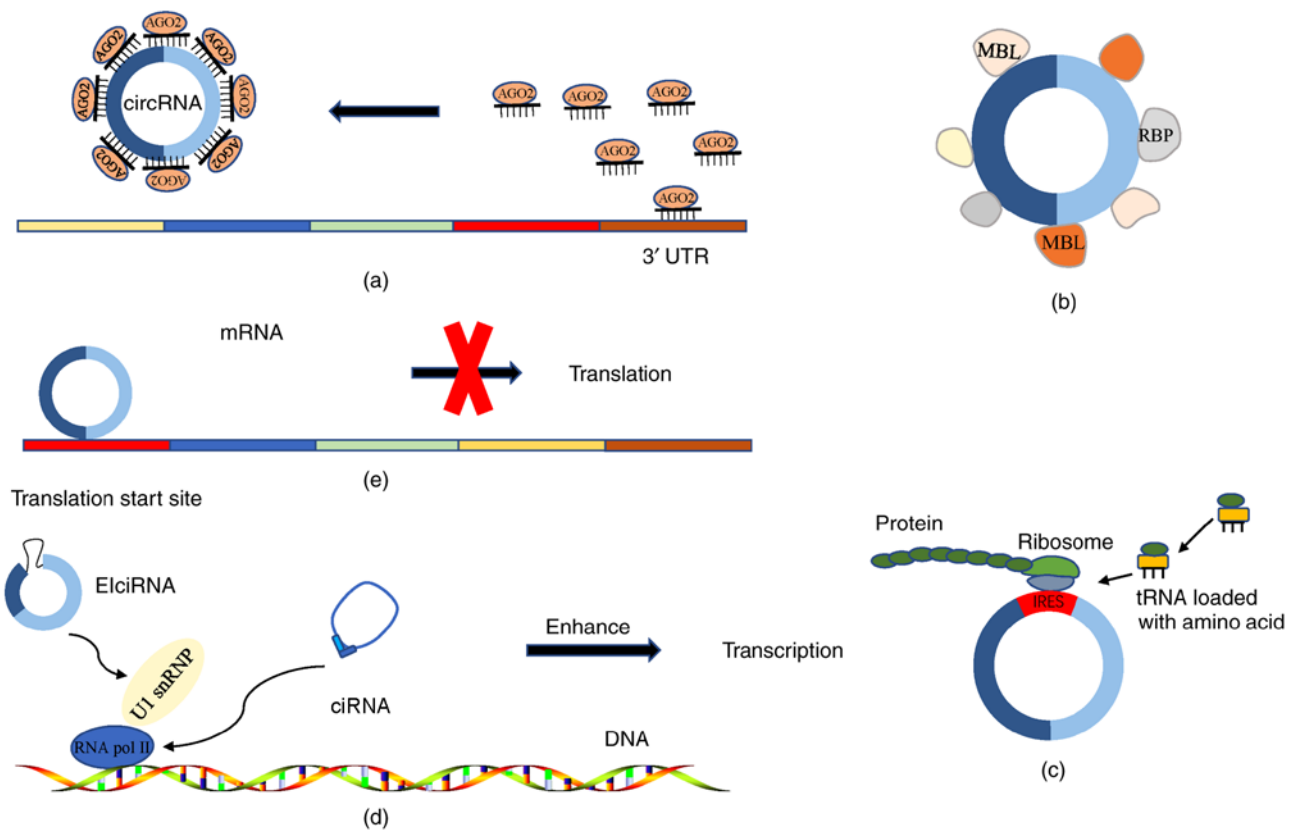 AGO2
AGO2
AGO2
AGO2
AGO2
AGO2
AGO2
AGO2
circRNA
AGO2
AGO2
AGO2
AGO2
AGO2
AGO2
3′ UTR
(a)
MBL
RBP
MBL
(b)
mRNA
Translation
(e)
Translation start site
EIciRNA
U1 snRNP
RNA pol II
ciRNA
Enhance
Transcription
DNA
(d)
Protein
Ribosome
IRES
tRNA loaded
with amino acid
(c)